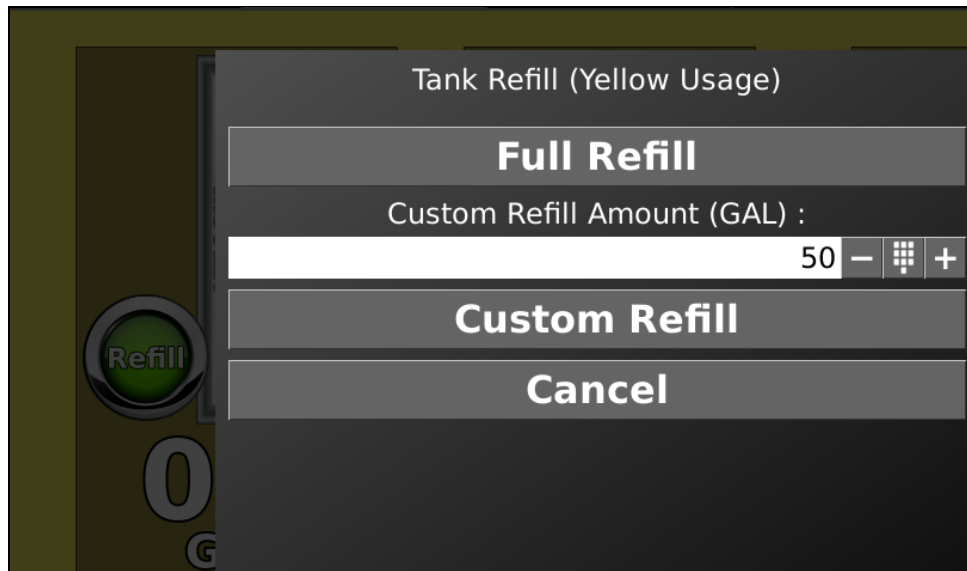 Tank Refill (Yellow Usage)
Full Refill
Custom Refill Amount (GAL) :
50 − +
Custom Refill
Cancel
Refill
0
G